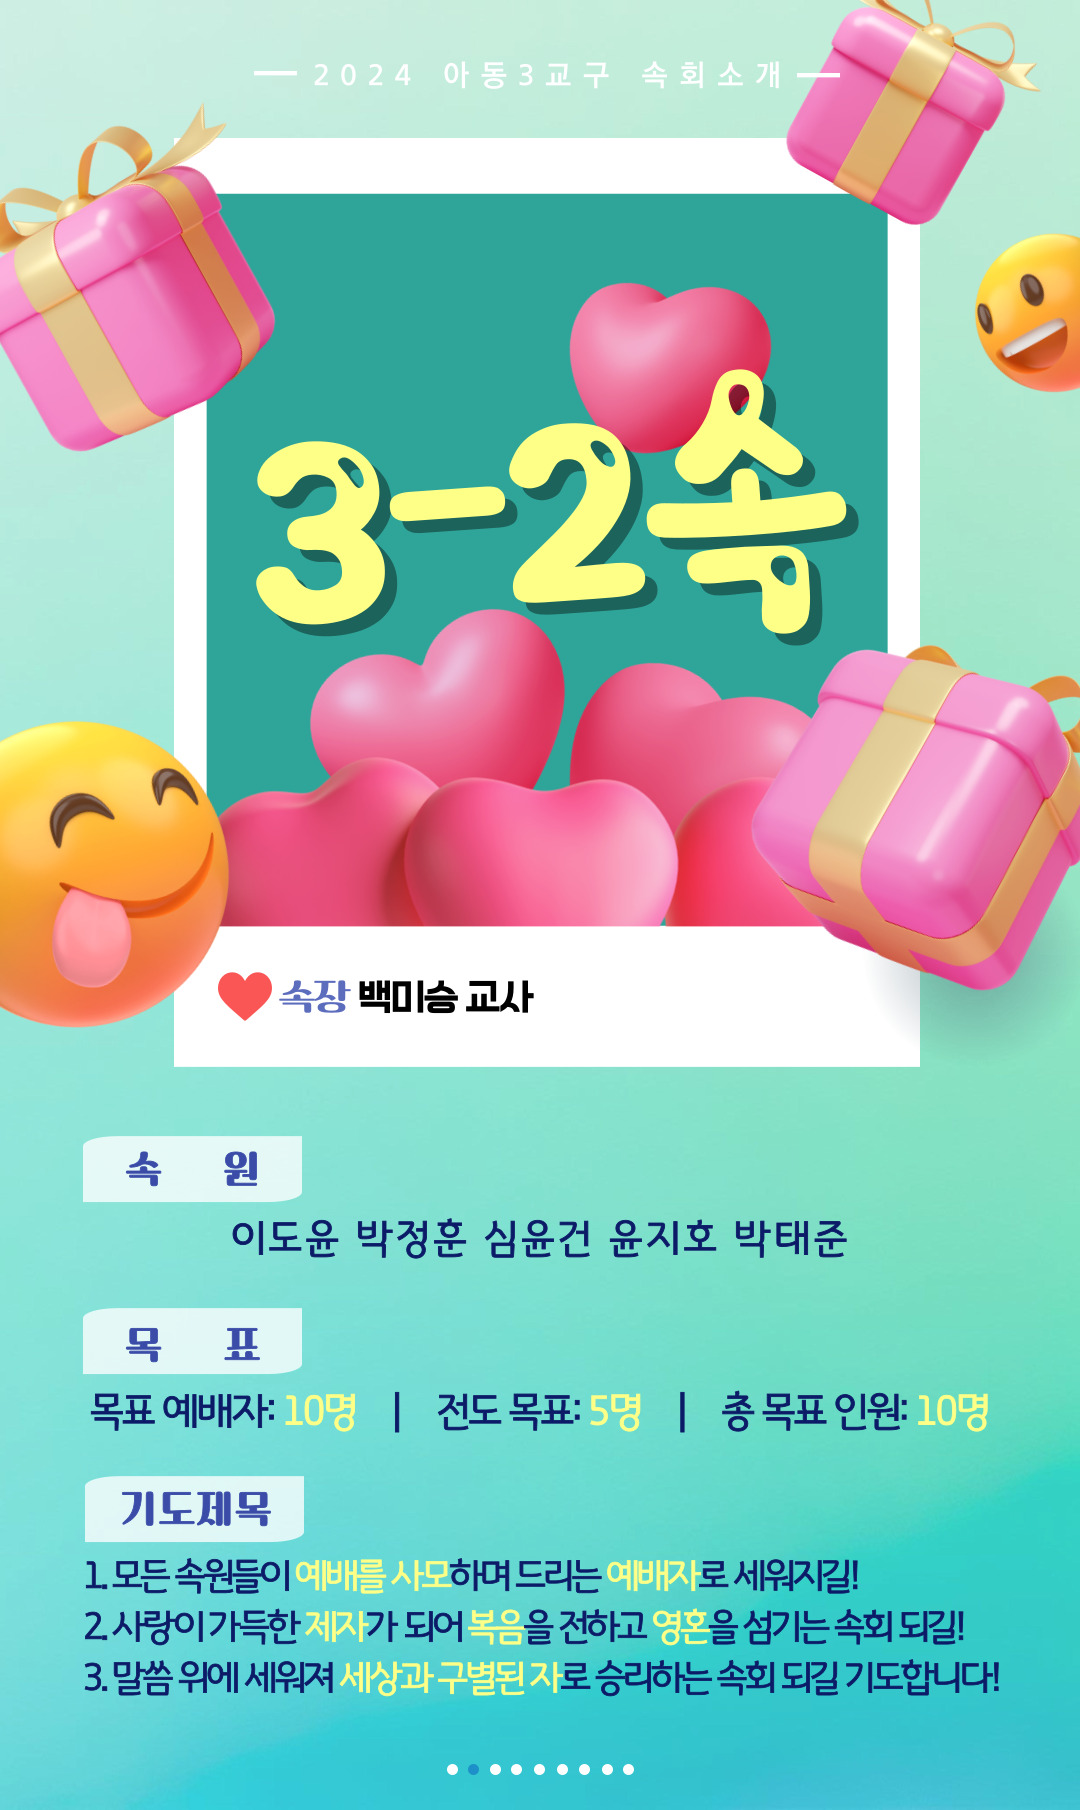 2024 아동3교구 속회소개
3-2속
속장 백미승 교사
속 원
이도윤 박정훈 심윤건 윤지호 박태준
목 표
목표 예배자: 10명 | 전도 목표: 5명 | 총 목표 인원: 10명
기도제목
1. 모든 속원들이 예배를 사모하며 드리는 예배자로 세워지길!
2. 사랑이 가득한 제자가 되어 복음을 전하고 영혼을 섬기는 속회 되길!
3. 말씀 위에 세워져 세상과 구별된 자로 승리하는 속회 되길 기도합니다!